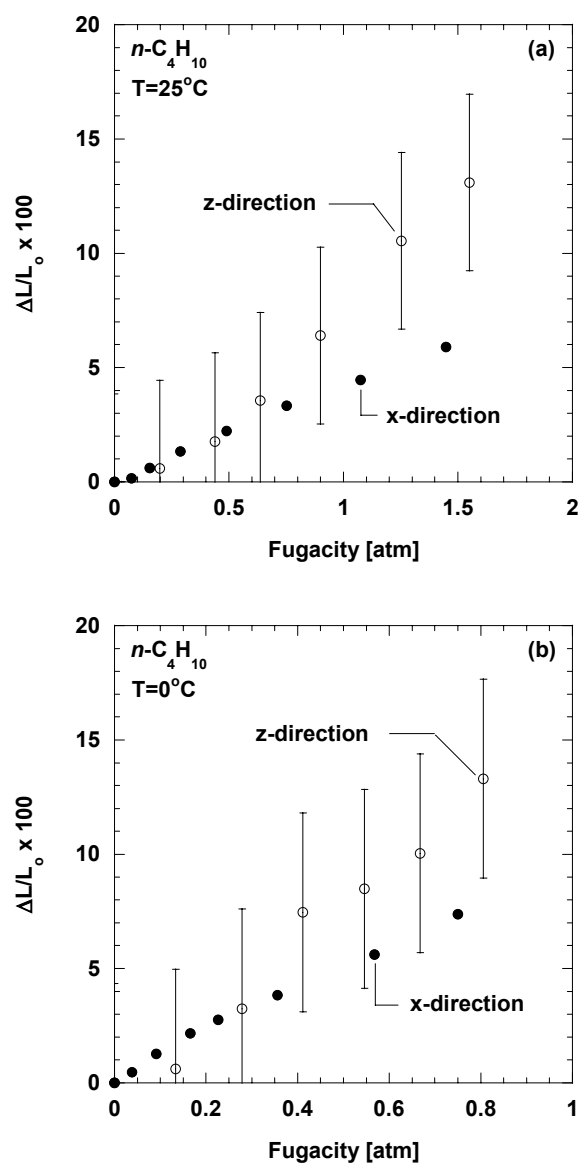 20
n-C4H10
(a)
T=25°C
15
z-direction
10
ΔL/Lo x 100
5
x-direction
0
0 0.5 1 1.5 2
Fugacity [atm]
20
n-C4H10
(b)
T=0°C
15
z-direction
10
ΔL/Lo x 100
5
x-direction
0
0 0.2 0.4 0.6 0.8 1
Fugacity [atm]